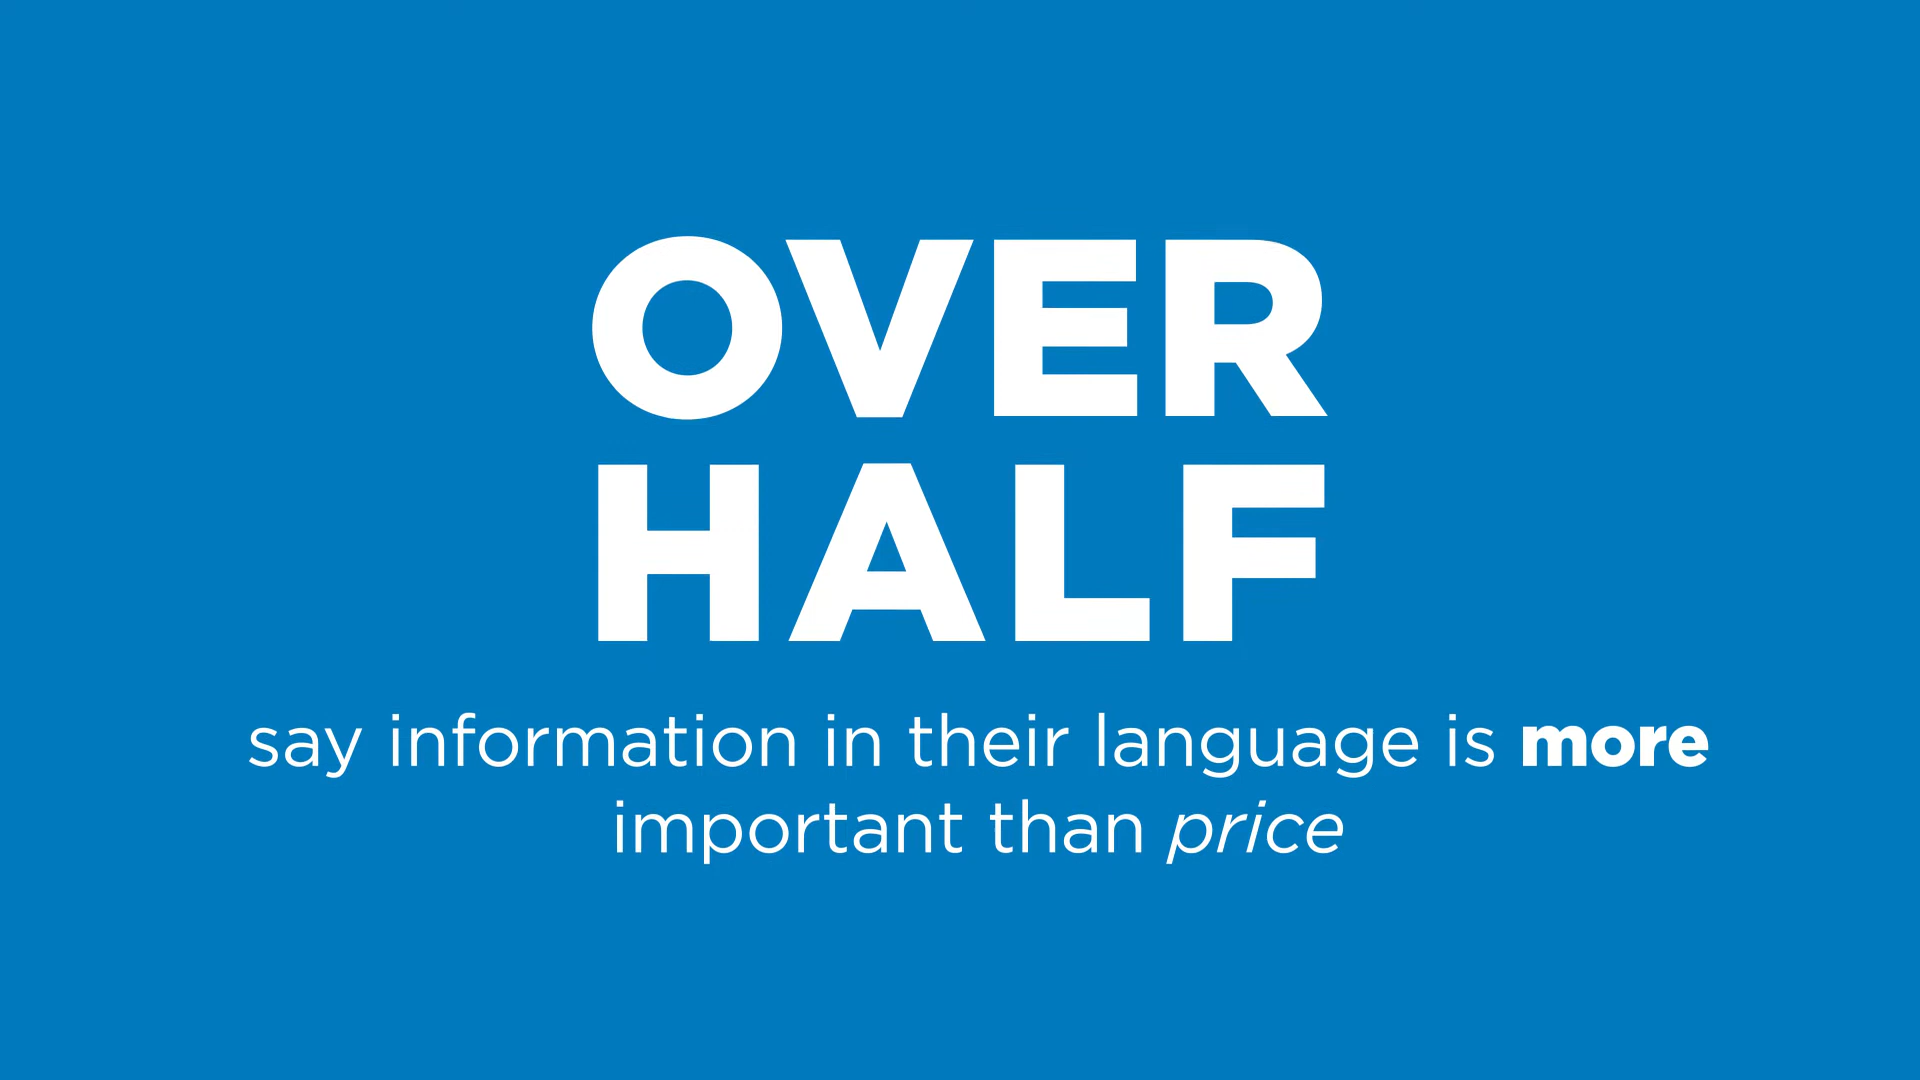 OVER
HALF
say information in their language is more
important than price